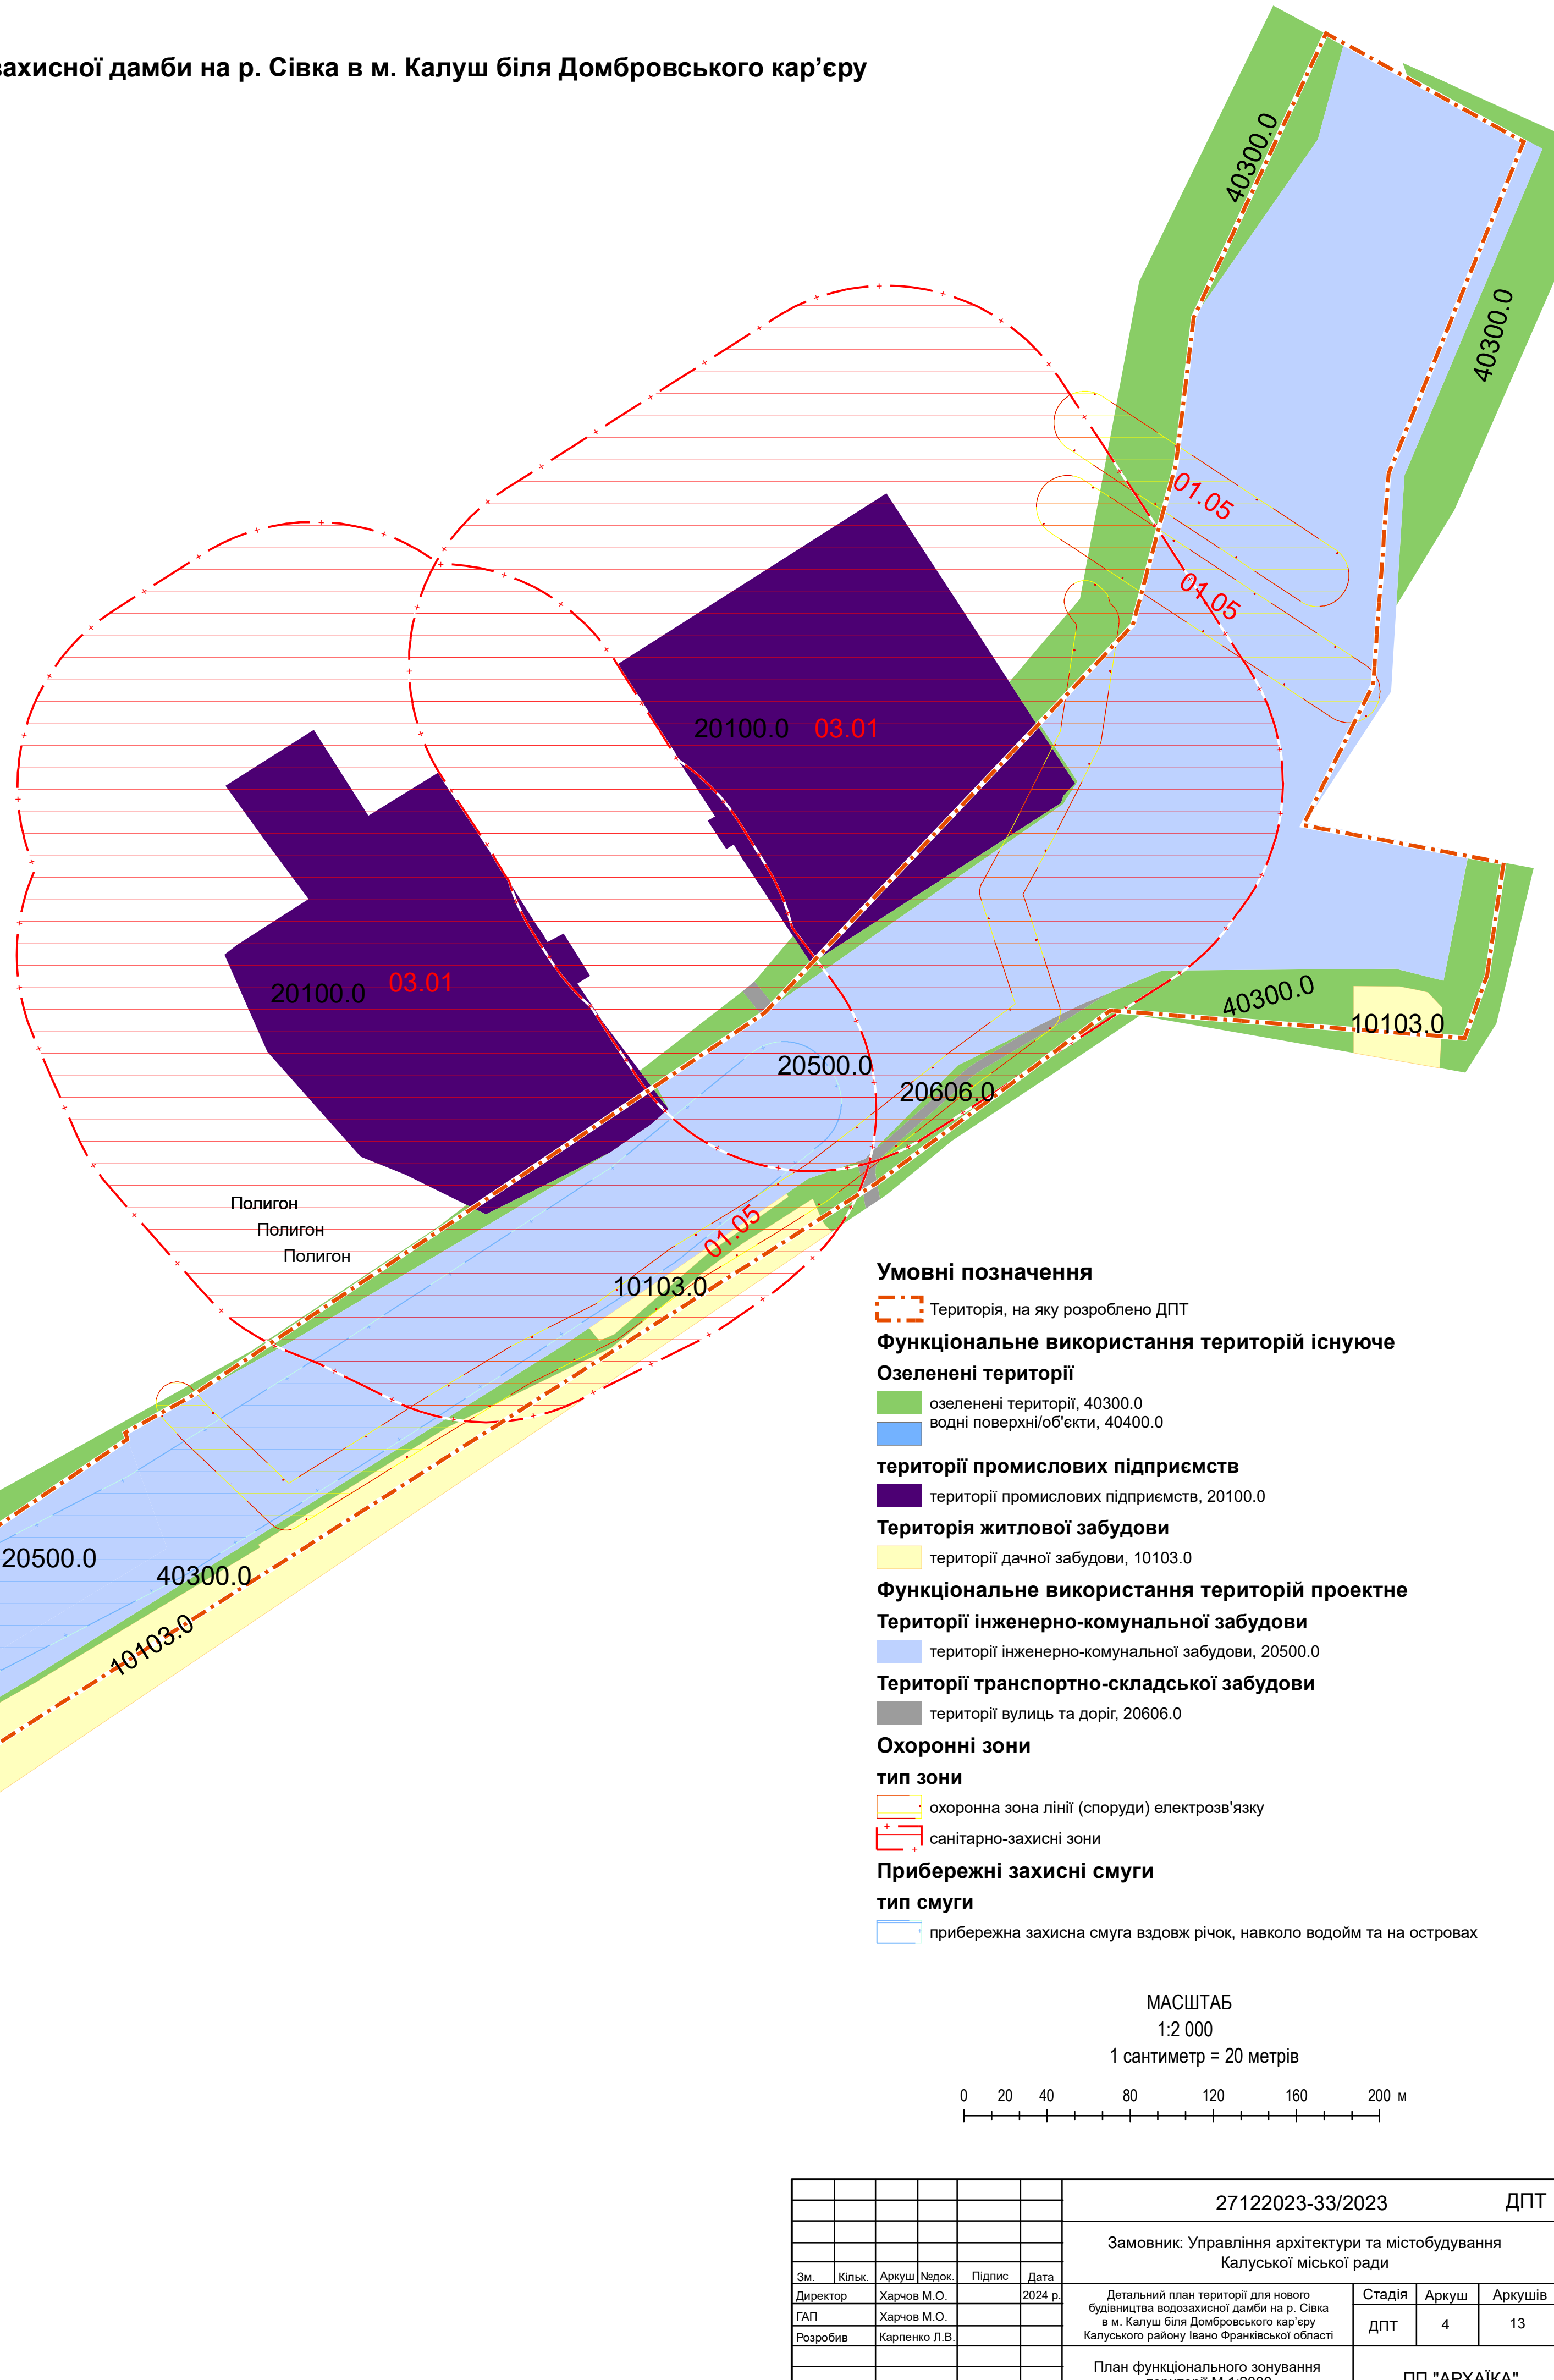 захисної дамби на р. Сівка в м. Калуш біля Домбровського кар’єру
40300.0
40300.0
01.05
01.05
20100.0 03.01
20100.0 03.01
40300.0
10103.0
20500.0
20606.0
Полигон
Полигон
Полигон
01.05
10103.0
20500.0
40300.0
10103.0
Умовні позначення
Територія, на яку розроблено ДПТ
Функціональне використання територій існуюче
Озеленені території
озеленені території, 40300.0
водні поверхні/об'єкти, 40400.0
території промислових підприємств
території промислових підприємств, 20100.0
Територія житлової забудови
території дачної забудови, 10103.0
Функціональне використання територій проектне
Території інженерно-комунальної забудови
території інженерно-комунальної забудови, 20500.0
Території транспортно-складської забудови
території вулиць та доріг, 20606.0
Охоронні зони
тип зони
охоронна зона лінії (споруди) електрозв'язку
санітарно-захисні зони
Прибережні захисні смуги
тип смуги
прибережна захисна смуга вздовж річок, навколо водойм та на островах
МАСШТАБ
1:2 000
1 сантиметр = 20 метрів
0 20 40 80 120 160 200 м
27122023-33/2023 ДПТ
Замовник: Управління архітектури та містобудування
Калуської міської ради
Зм. Кільк. Аркуш №док. Підпис Дата
Директор Харчов М.О. 2024 р.
ГАП Харчов М.О.
Розробив Карпенко Л.В.
Детальний план території для нового
будівництва водозахисної дамби на р. Сівка
в м. Калуш біля Домбровського кар’єру
Калуського району Івано Франківської області
Стадія Аркуш Аркушів
ДПТ 4 13
План функціонального зонування
території М 1:2000
ПП "АРХАЇКА"